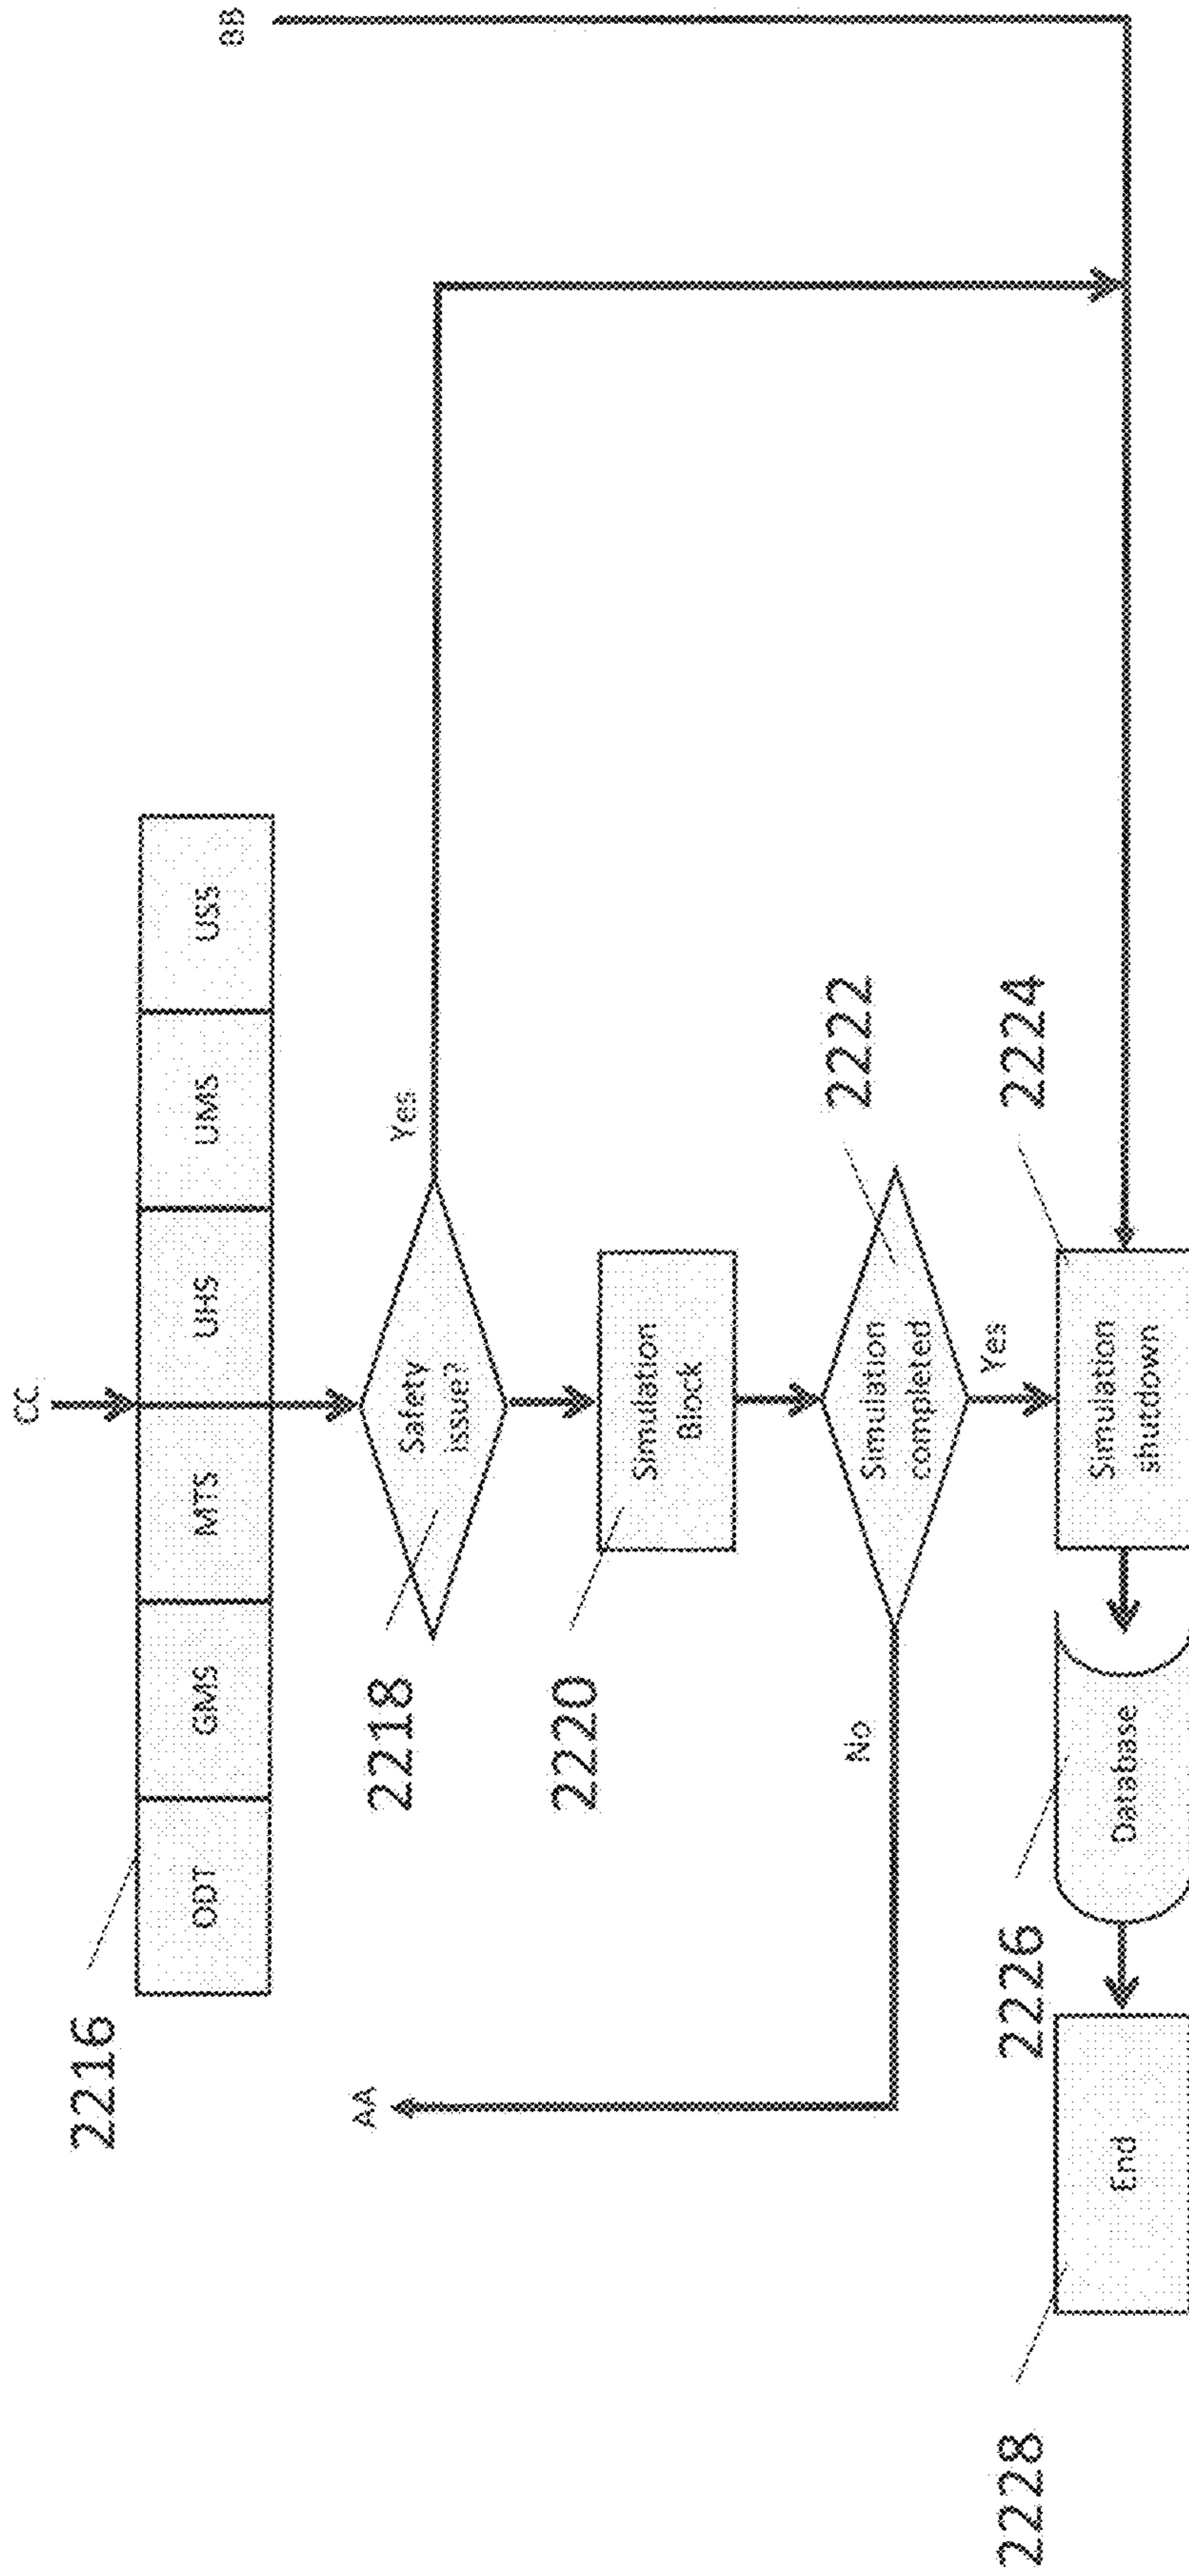 CC
BB
2216
ODT
GMS
MTS
UHS
UMS
USS
AA
2218
Safety
issue?
Yes
2220
Simulation
Block
No
Simulation
completed
2222
Yes
2228
End
2226
Database
Simulation
shutdown
2224